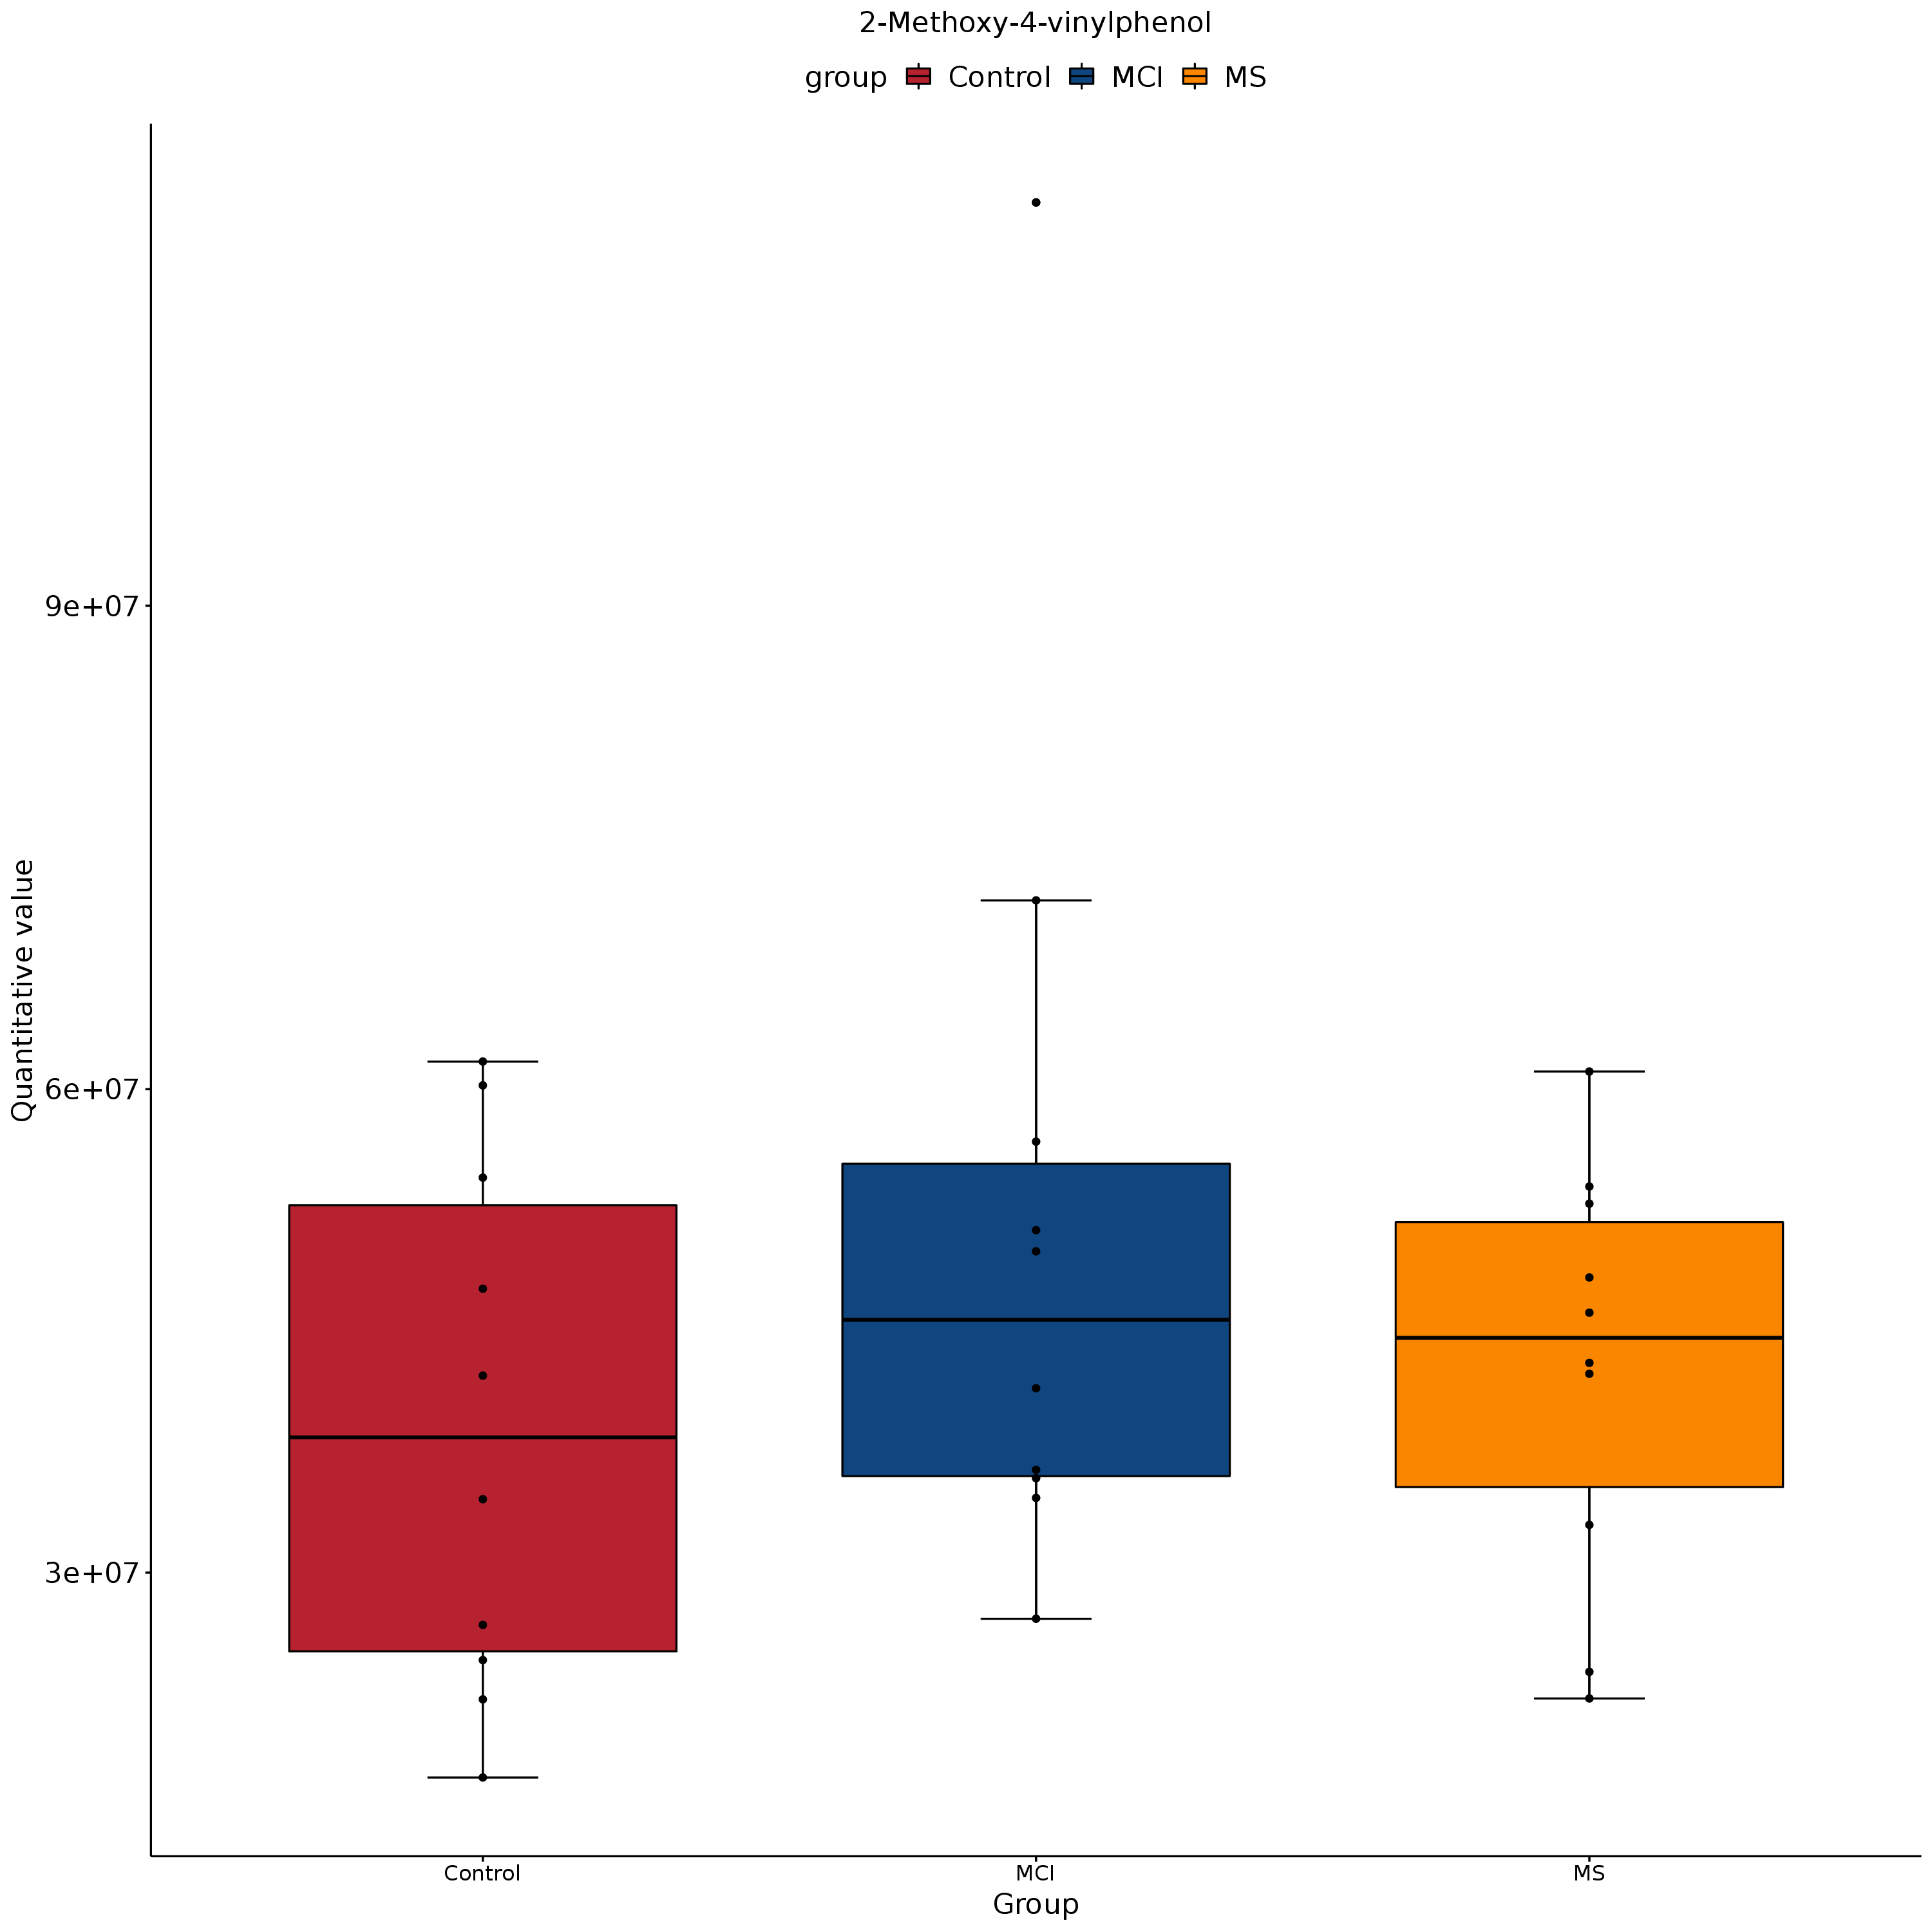 2-Methoxy-4-vinylphenol
group Control MCI MS
Quantitative value
9e+07
6e+07
3e+07
Control MCI MS
Group